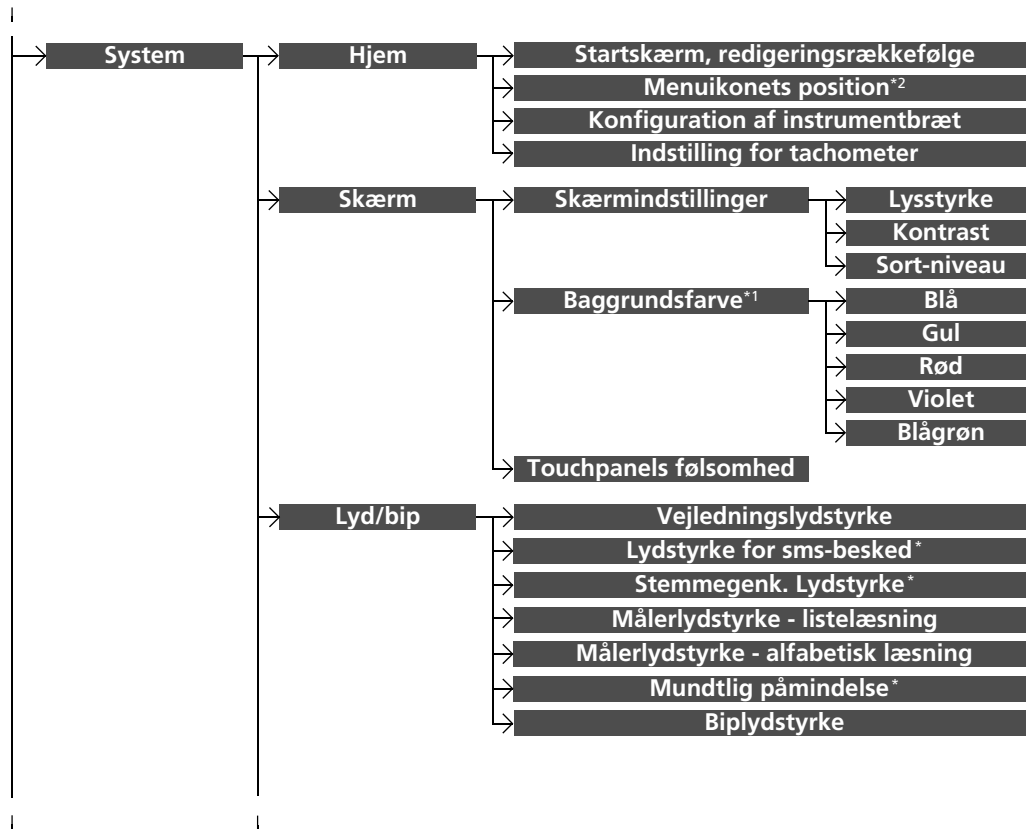 System
Hjem
Startskærm, redigeringsrækkefølge
Menuikonets position*2
Konfiguration af instrumentbræt
Indstilling for tachometer
Skærm
Skærmindstillinger
Lysstyrke
Kontrast
Sort-niveau
Baggrundsfarve*1
Blå
Gul
Rød
Violet
Blågrøn
Touchpanels følsomhed
Lyd/bip
Vejledningslydstyrke
Lydstyrke for sms-besked*
Stemmegenk. Lydstyrke*
Målerlydstyrke - listelæsning
Målerlydstyrke - alfabetisk læsning
Mundtlig påmindelse*
Biplydstyrke